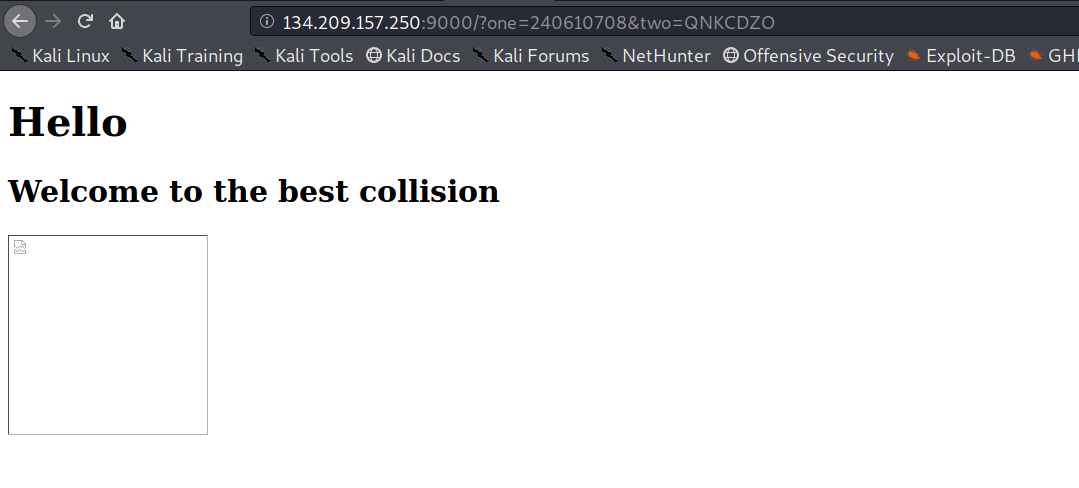 134.209.157.250:9000/?one=240610708&two=QNKCDZO
Kali Linux Kali Training Kali Tools Kali Docs Kali Forums NetHunter Offensive Security Exploit-DB GH
Hello
Welcome to the best collision